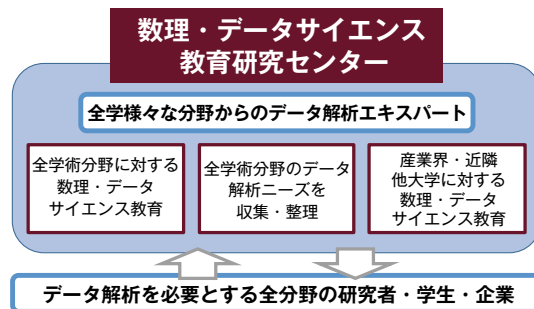 数理・データサイエンス
教育研究センター
全学様々な分野からのデータ解析エキスパート
全学術分野に対する
数理・データ
サイエンス教育
全学術分野のデータ
解析ニーズを
収集・整理
産業界・近隣
他大学に対する
数理・データ
サイエンス教育
データ解析を必要とする全分野の研究者・学生・企業